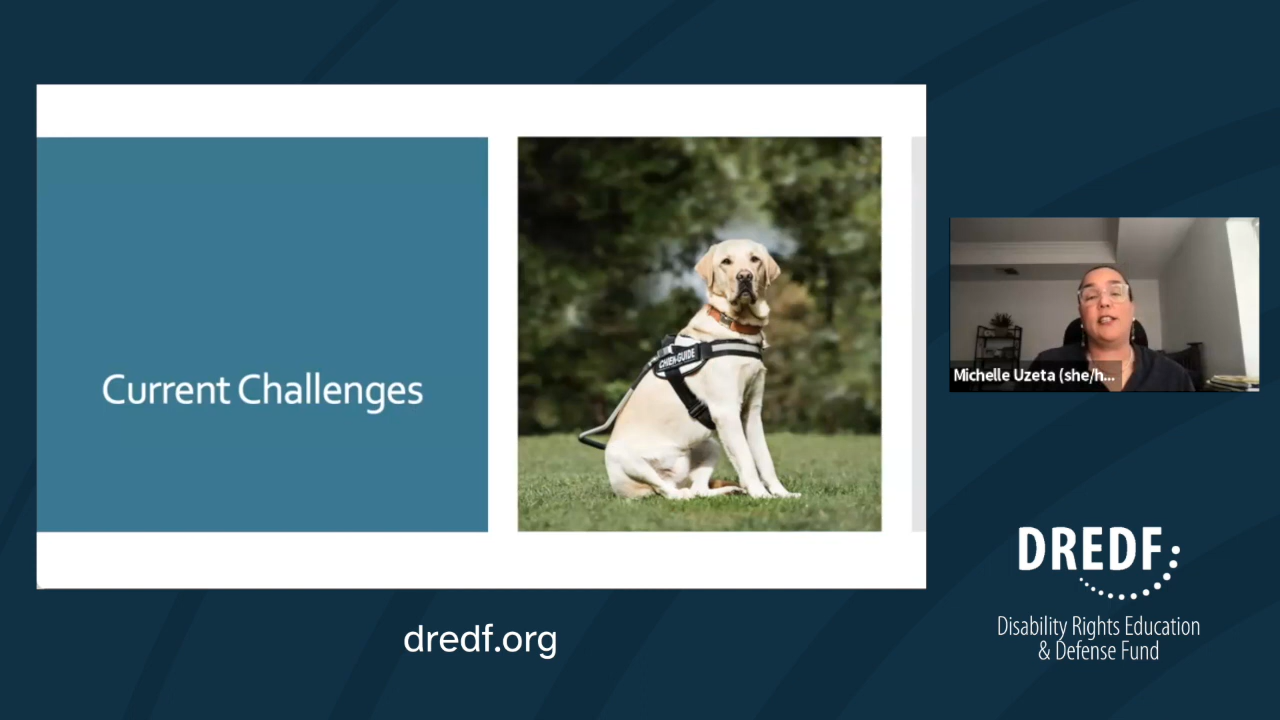 Current Challenges
CHIEN-GUIDE
Michelle Uzeta (she/h...
DREDF
Disability Rights Education
& Defense Fund
dredf.org